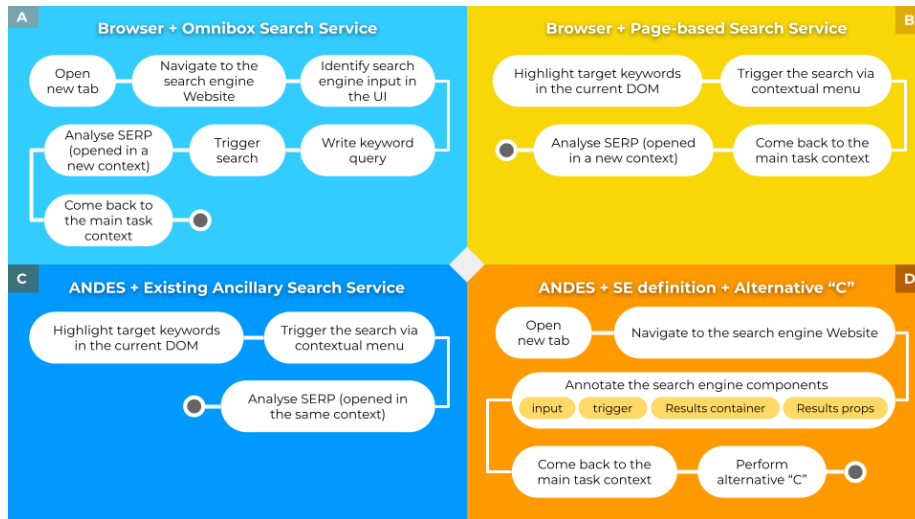 A
Browser + Omnibox Search Service
Open
new tab
Navigate to the
search engine
Website
Identify search
engine input in
the UI
Analyse SERP
(opened in a
new context)
Trigger
search
Write keyword
query
Come back to
the main task
context
B
Browser + Page-based Search Service
Highlight target keywords
in the current DOM
Trigger the search via
contextual menu
Analyse SERP (opened
in a new context)
Come back to the
main task context
C
ANDES + Existing Ancillary Search Service
Highlight target keywords
in the current DOM
Trigger the search via
contextual menu
Analyse SERP (opened in
the same context)
D
ANDES + SE definition + Alternative “C”
Open
new tab
Navigate to the search engine Website
Annotate the search engine components
input
trigger
Results container
Results props
Come back to the
main task context
Perform
alternative “C”